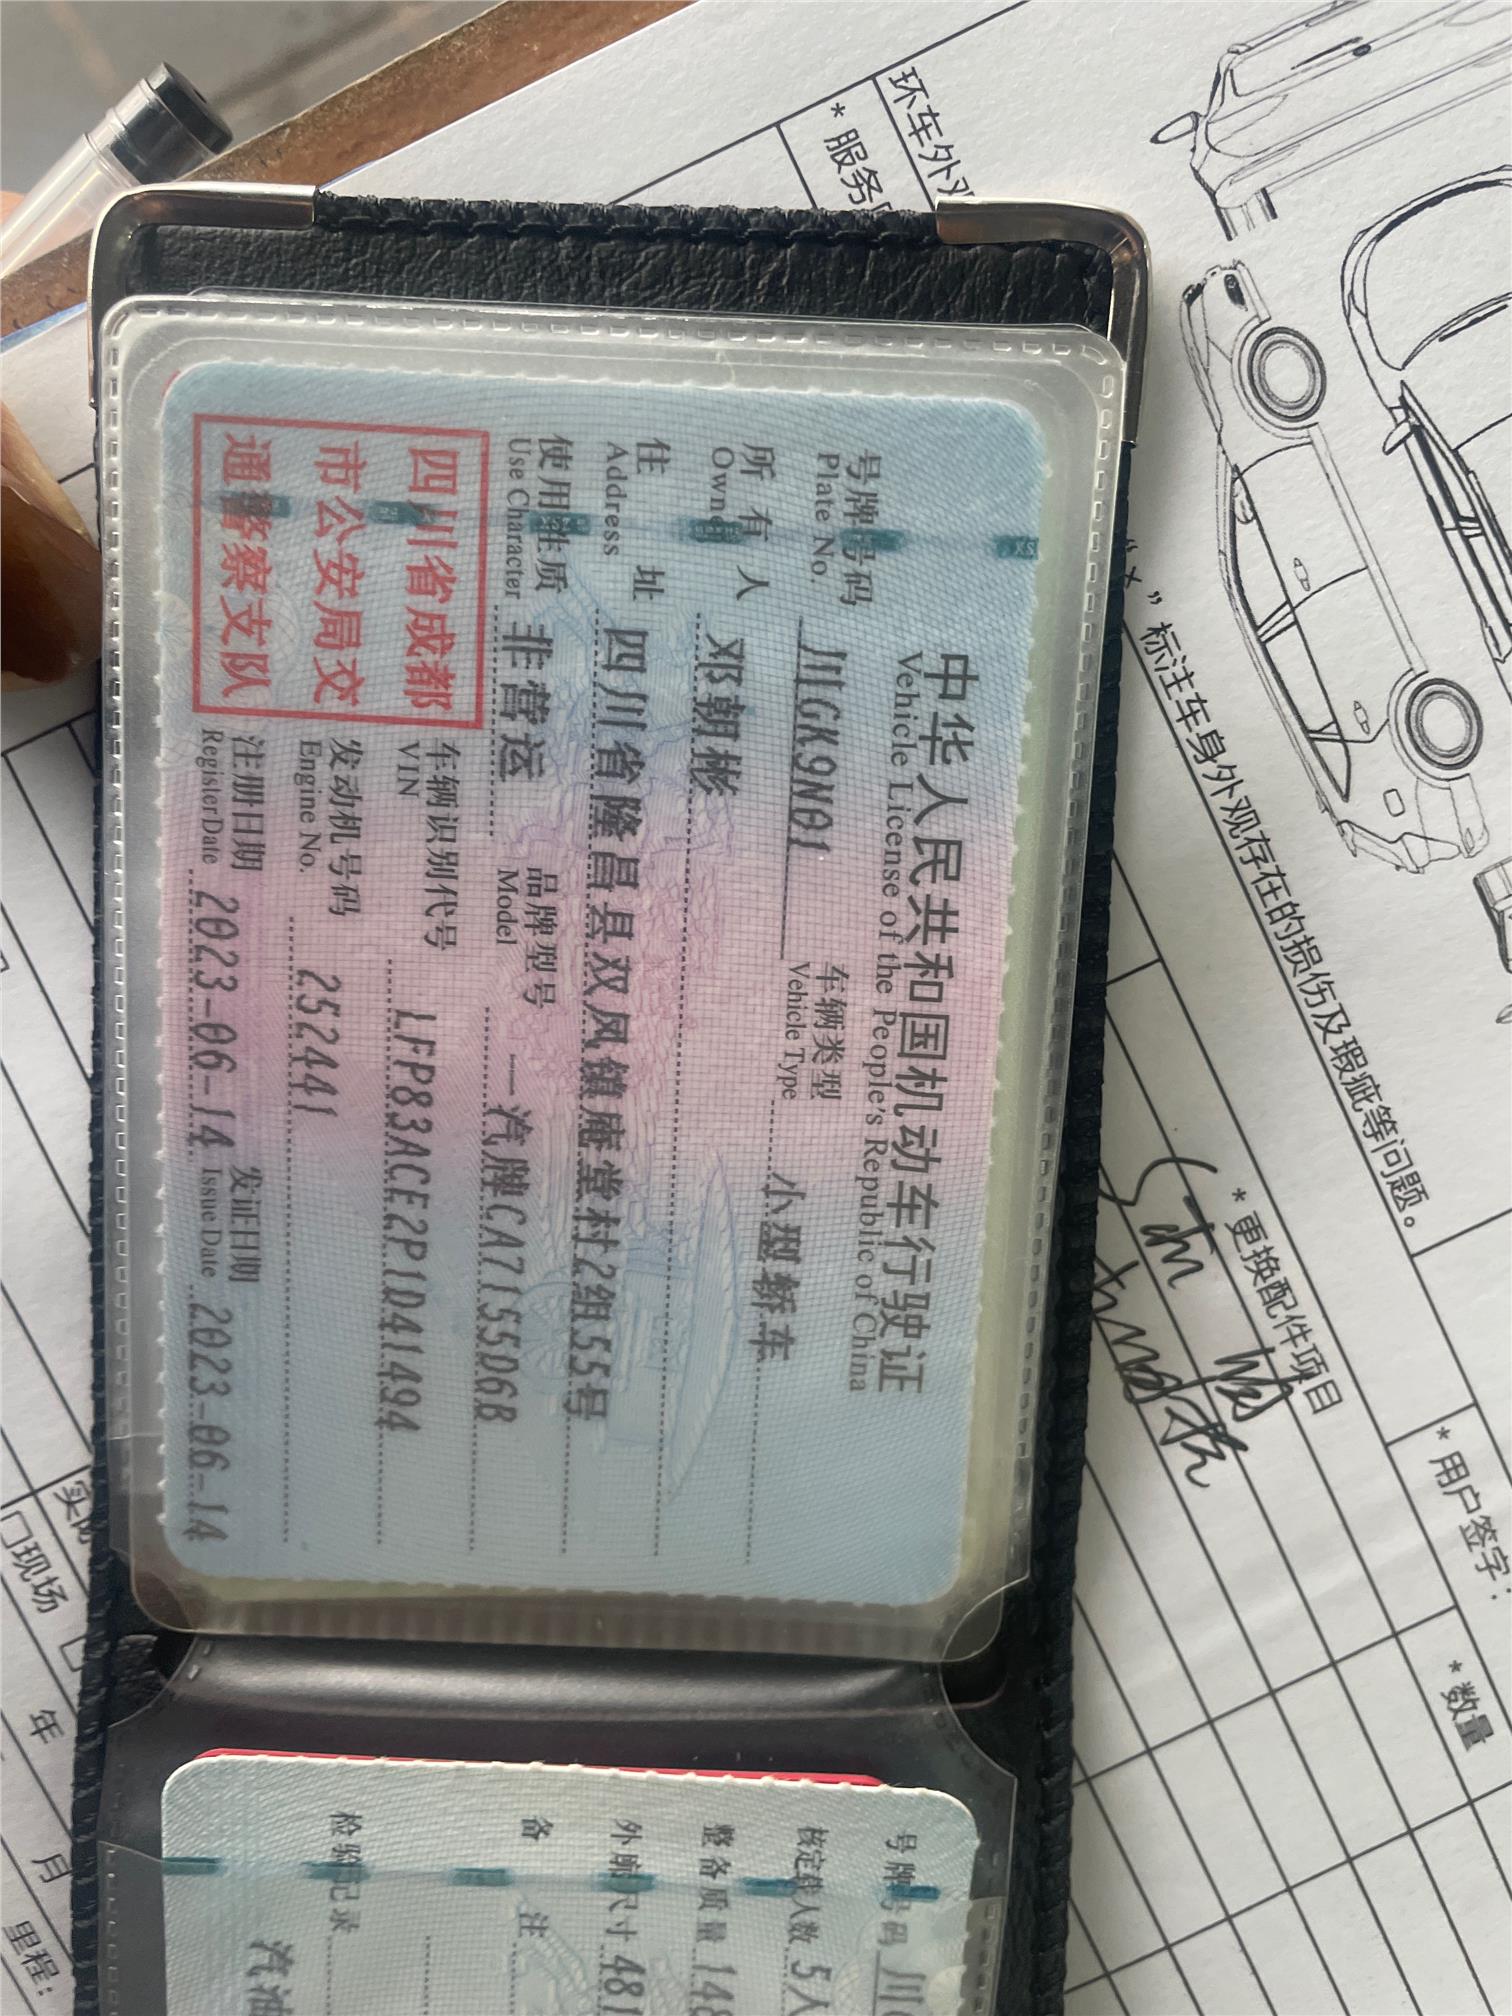 中华人民共和国机动车行驶证
Vehicle License of the People's Republic of China
号牌号码 川GK9N01 车辆类型 小型轿车
Plate No. Vehicle Type
所有人 邓朝彬
Owner
住址 四川省隆昌县双凤镇庵堂村2组55号
Address
使用性质 非营运 品牌型号 一汽牌CA7155D6B
Use Character Model
四川省成都
市公安局交
通警察支队
车辆识别代号 LFP83ACE2P1D41494
VIN
发动机号码 252441
Engine No.
注册日期 2023-06-14 发证日期 2023-06-14
Register Date Issue Date
号牌号码
核定载人数 5人
整备质量 148
外廓尺寸 481
备注
检验记录
汽油
环车外观
* 服务
“×”标注车身外观存在的损伤及瑕疵等问题。
* 更换配件项目
* 用户签字：
* 数量
口现场
年
月
里程：